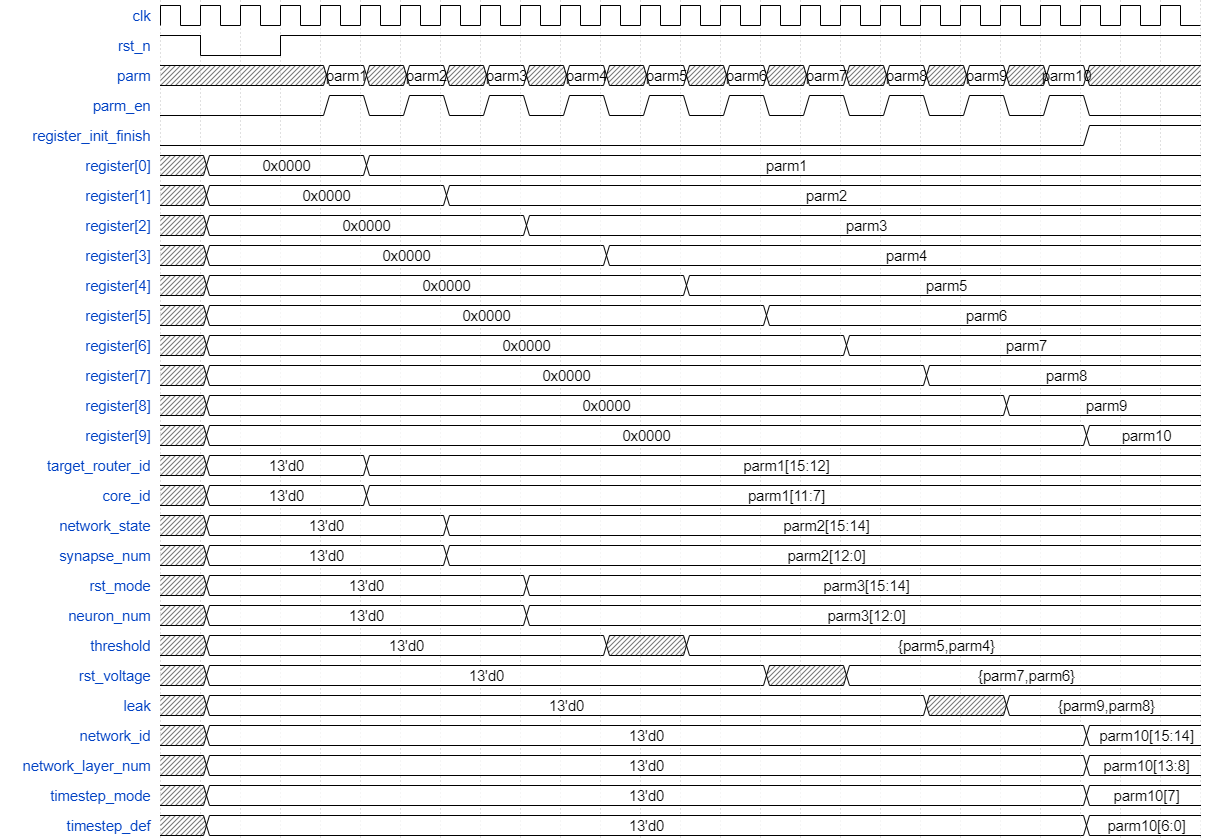 clk
rst_n
parm parm1 parm2 parm3 parm4 parm5 parm6 parm7 parm8 parm9 parm10
parm_en
register_init_finish
register[0] 0x0000 parm1
register[1] 0x0000 parm2
register[2] 0x0000 parm3
register[3] 0x0000 parm4
register[4] 0x0000 parm5
register[5] 0x0000 parm6
register[6] 0x0000 parm7
register[7] 0x0000 parm8
register[8] 0x0000 parm9
register[9] 0x0000 parm10
target_router_id 13'd0 parm1[15:12]
core_id 13'd0 parm1[11:7]
network_state 13'd0 parm2[15:14]
synapse_num 13'd0 parm2[12:0]
rst_mode 13'd0 parm3[15:14]
neuron_num 13'd0 parm3[12:0]
threshold 13'd0 {parm5,parm4}
rst_voltage 13'd0 {parm7,parm6}
leak 13'd0 {parm9,parm8}
network_id 13'd0 parm10[15:14]
network_layer_num 13'd0 parm10[13:8]
timestep_mode 13'd0 parm10[7]
timestep_def 13'd0 parm10[6:0]